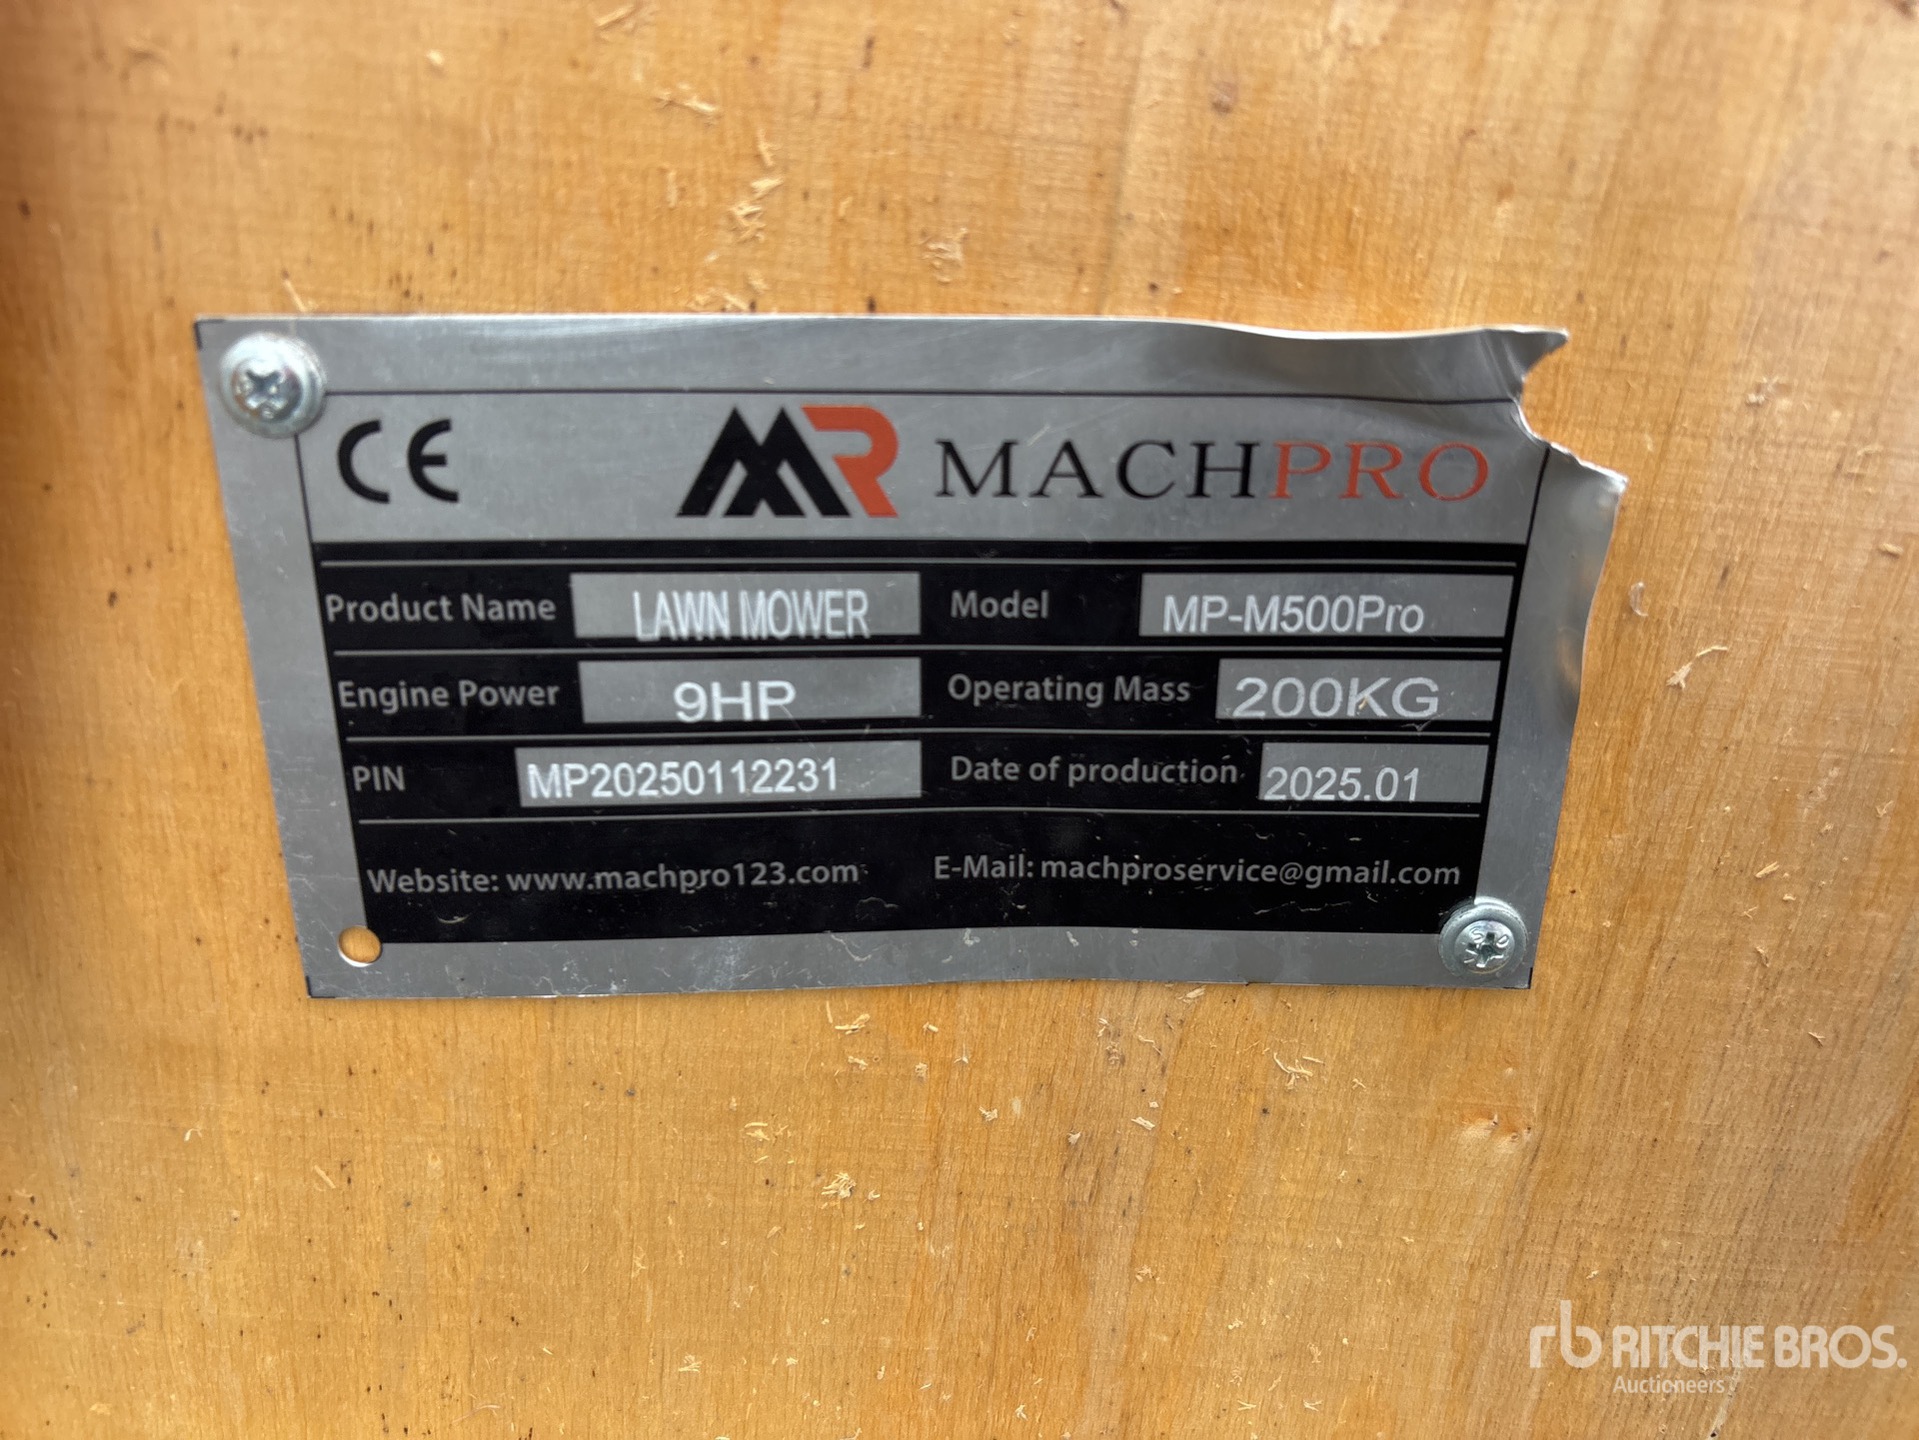 CE MACHPRO
Product Name LAWN MOWER Model MP-M500Pro
Engine Power 9HP Operating Mass 200KG
PIN MP20250112231 Date of production 2025.01
Website: www.machpro123.com E-Mail: machproservice@gmail.com
rb RITCHIE BROS.
Auctioneers